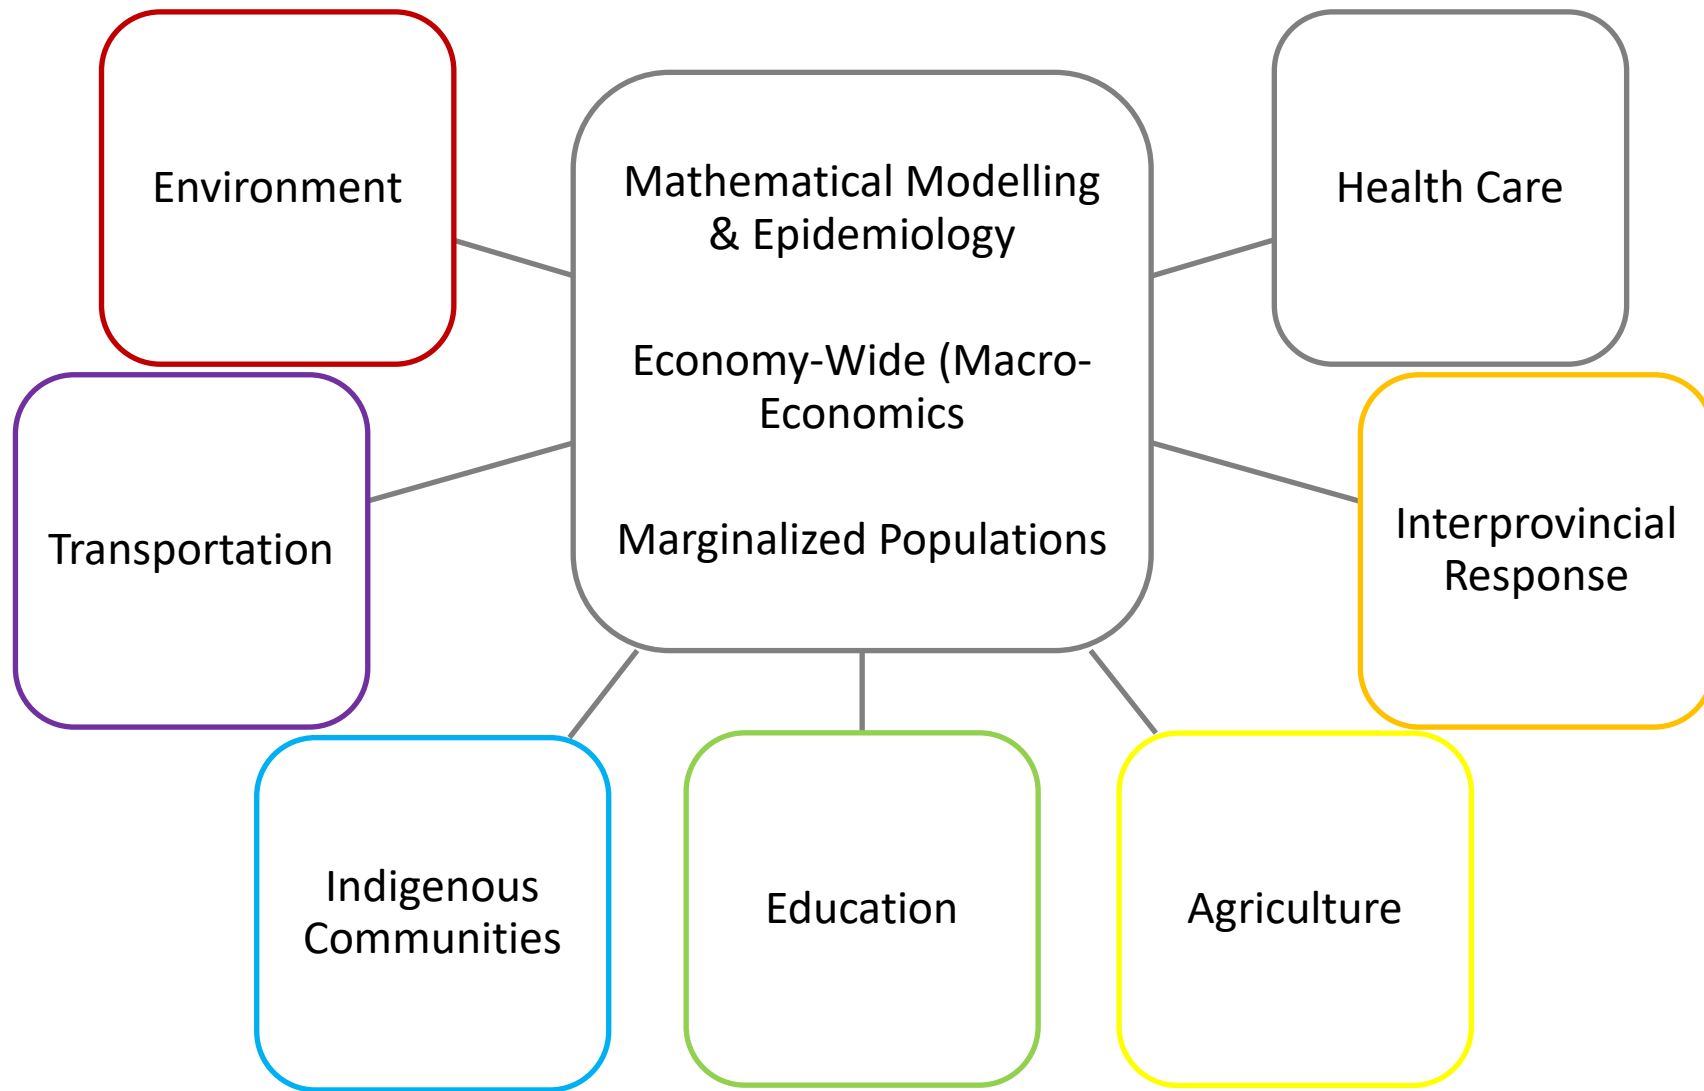 Environment
Mathematical Modelling
& Epidemiology
Economy-Wide (Macro-
Economics
Marginalized Populations
Health Care
Transportation
Interprovincial
Response
Indigenous
Communities
Education
Agriculture